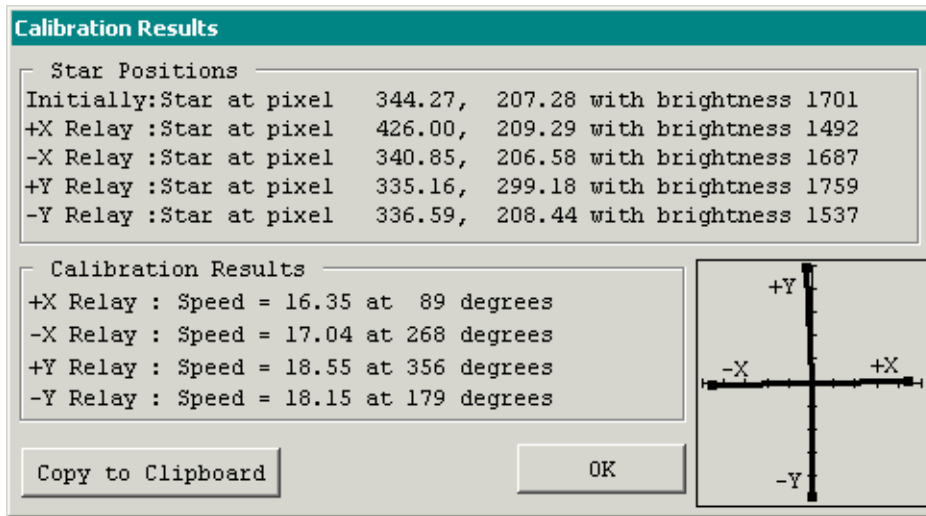 Calibration Results
Star Positions
Initially:Star at pixel 344.27, 207.28 with brightness 1701
+X Relay :Star at pixel 426.00, 209.29 with brightness 1492
-X Relay :Star at pixel 340.85, 206.58 with brightness 1687
+Y Relay :Star at pixel 335.16, 299.18 with brightness 1759
-Y Relay :Star at pixel 336.59, 208.44 with brightness 1537
Calibration Results
+X Relay : Speed = 16.35 at 89 degrees
-X Relay : Speed = 17.04 at 268 degrees
+Y Relay : Speed = 18.55 at 356 degrees
-Y Relay : Speed = 18.15 at 179 degrees
+Y
-X +X
-Y
Copy to Clipboard
OK